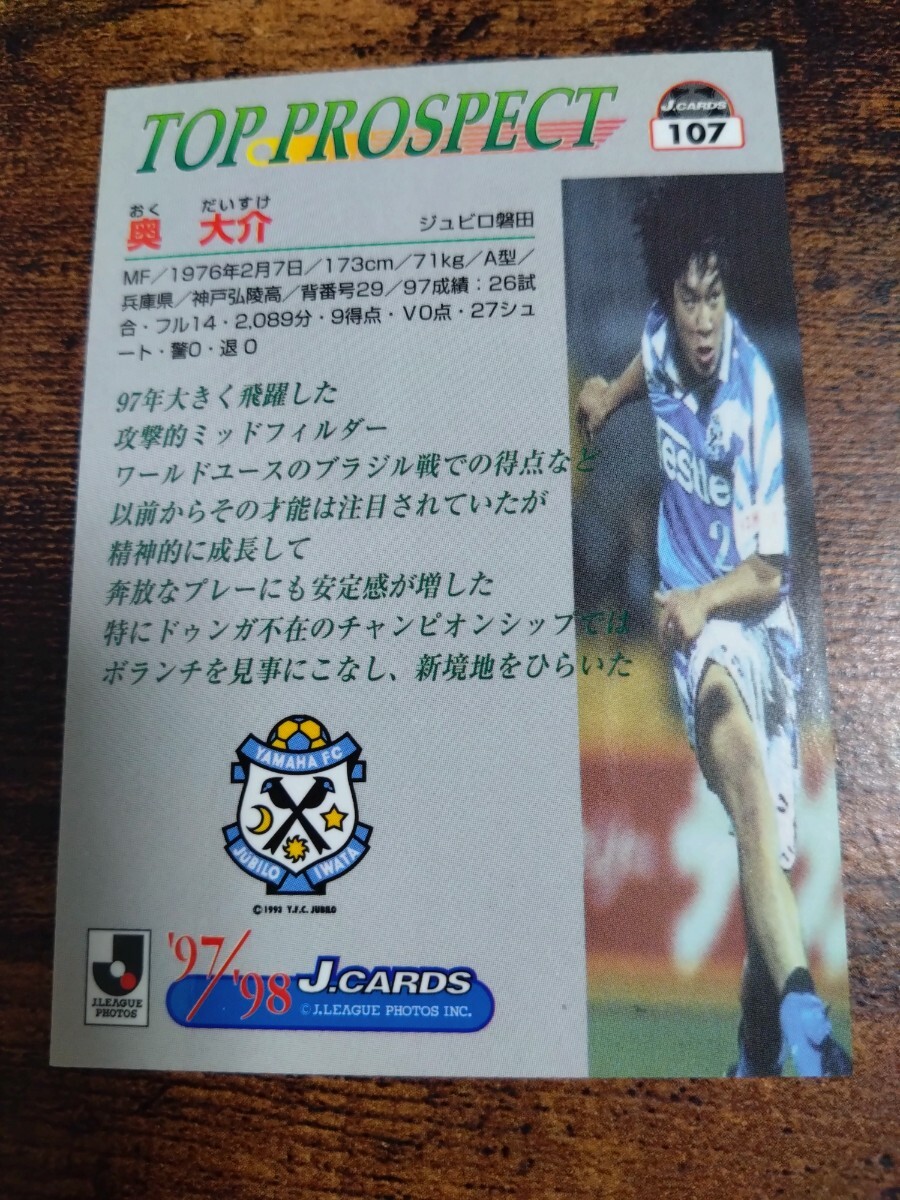 TOP PROSPECT
J.CARDS
107
おく だいすけ
奥 大介 ジュビロ磐田
MF／1976年2月7日／173cm／71kg／A型／
兵庫県／神戸弘陵高／背番号29／97成績：26試
合・フル14・2,089分・9得点・V0点・27シュ
ート・警0・退0
97年大きく飛躍した
攻撃的ミッドフィルダー
ワールドユースのブラジル戦での得点など
以前からその才能は注目されていたが
精神的に成長して
奔放なプレーにも安定感が増した
特にドゥンガ不在のチャンピオンシップでは
ボランチを見事にこなし、新境地をひらいた
estle
2
YAMAHA FC
JUBILO IWATA
©1993 Y.F.C. JUBILO
J.LEAGUE
PHOTOS
'97/'98 J.CARDS
©J.LEAGUE PHOTOS INC.